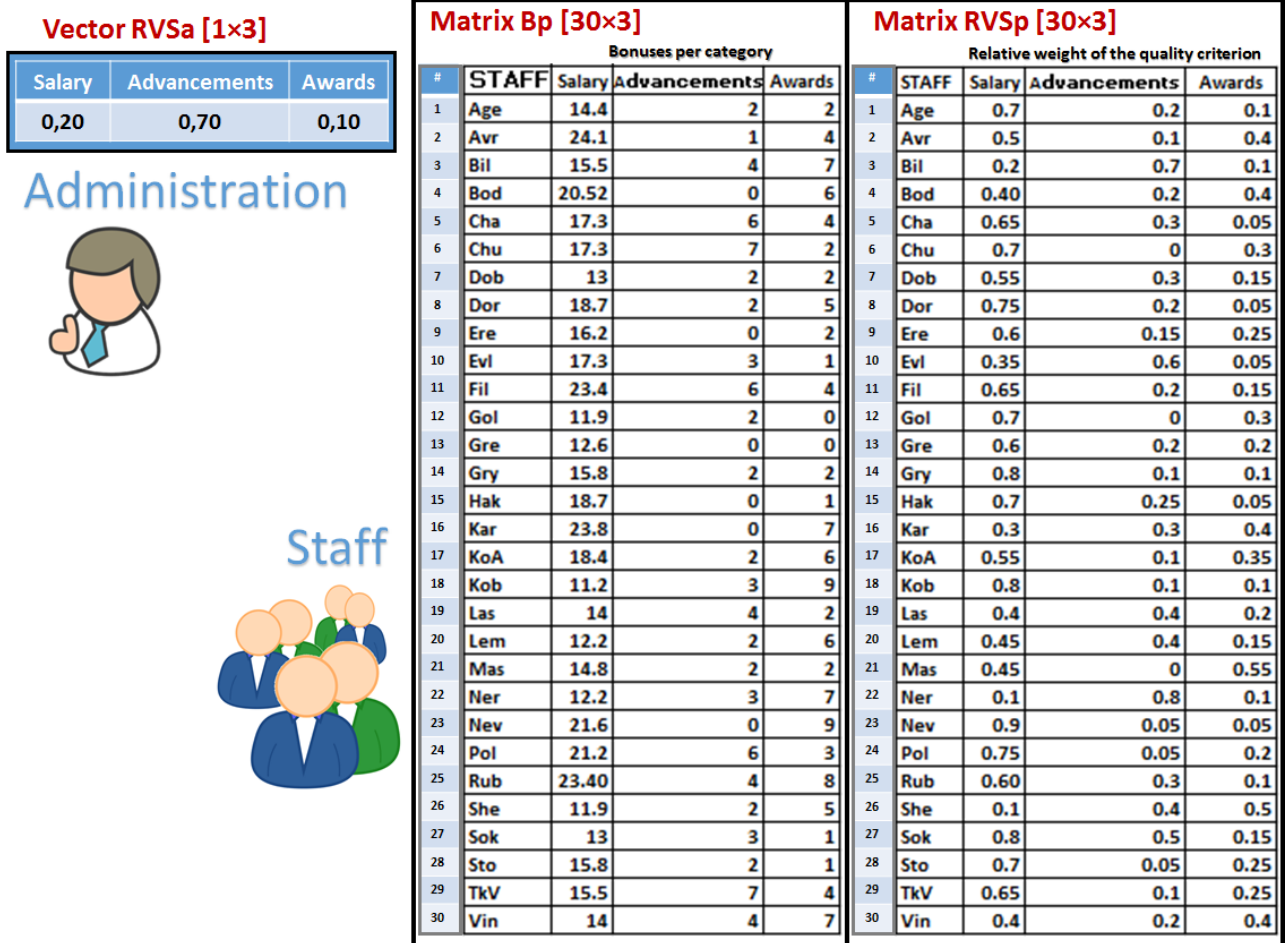 Vector RVSa [1×3]
Salary Advancements Awards
0,20 0,70 0,10
Administration
Staff
Matrix Bp [30×3]
Bonuses per category
# STAFF Salary Advancements Awards
1 Age 14.4 2 2
2 Avr 24.1 1 4
3 Bil 15.5 4 7
4 Bod 20.52 0 6
5 Cha 17.3 6 4
6 Chu 17.3 7 2
7 Dob 13 2 2
8 Dor 18.7 2 5
9 Ere 16.2 0 2
10 Evl 17.3 3 1
11 Fil 23.4 6 4
12 Gol 11.9 2 0
13 Gre 12.6 0 0
14 Gry 15.8 2 2
15 Hak 18.7 0 1
16 Kar 23.8 0 7
17 KoA 18.4 2 6
18 Kob 11.2 3 9
19 Las 14 4 2
20 Lem 12.2 2 6
21 Mas 14.8 2 2
22 Ner 12.2 3 7
23 Nev 21.6 0 9
24 Pol 21.2 6 3
25 Rub 23.40 4 8
26 She 11.9 2 5
27 Sok 13 3 1
28 Sto 15.8 2 1
29 TkV 15.5 7 4
30 Vin 14 4 7
Matrix RVSp [30×3]
Relative weight of the quality criterion
# STAFF Salary Advancements Awards
1 Age 0.7 0.2 0.1
2 Avr 0.5 0.1 0.4
3 Bil 0.2 0.7 0.1
4 Bod 0.40 0.2 0.4
5 Cha 0.65 0.3 0.05
6 Chu 0.7 0 0.3
7 Dob 0.55 0.3 0.15
8 Dor 0.75 0.2 0.05
9 Ere 0.6 0.15 0.25
10 Evl 0.35 0.6 0.05
11 Fil 0.65 0.2 0.15
12 Gol 0.7 0 0.3
13 Gre 0.6 0.2 0.2
14 Gry 0.8 0.1 0.1
15 Hak 0.7 0.25 0.05
16 Kar 0.3 0.3 0.4
17 KoA 0.55 0.1 0.35
18 Kob 0.8 0.1 0.1
19 Las 0.4 0.4 0.2
20 Lem 0.45 0.4 0.15
21 Mas 0.45 0 0.55
22 Ner 0.1 0.8 0.1
23 Nev 0.9 0.05 0.05
24 Pol 0.75 0.05 0.2
25 Rub 0.60 0.3 0.1
26 She 0.1 0.4 0.5
27 Sok 0.8 0.5 0.15
28 Sto 0.7 0.05 0.25
29 TkV 0.65 0.1 0.25
30 Vin 0.4 0.2 0.4